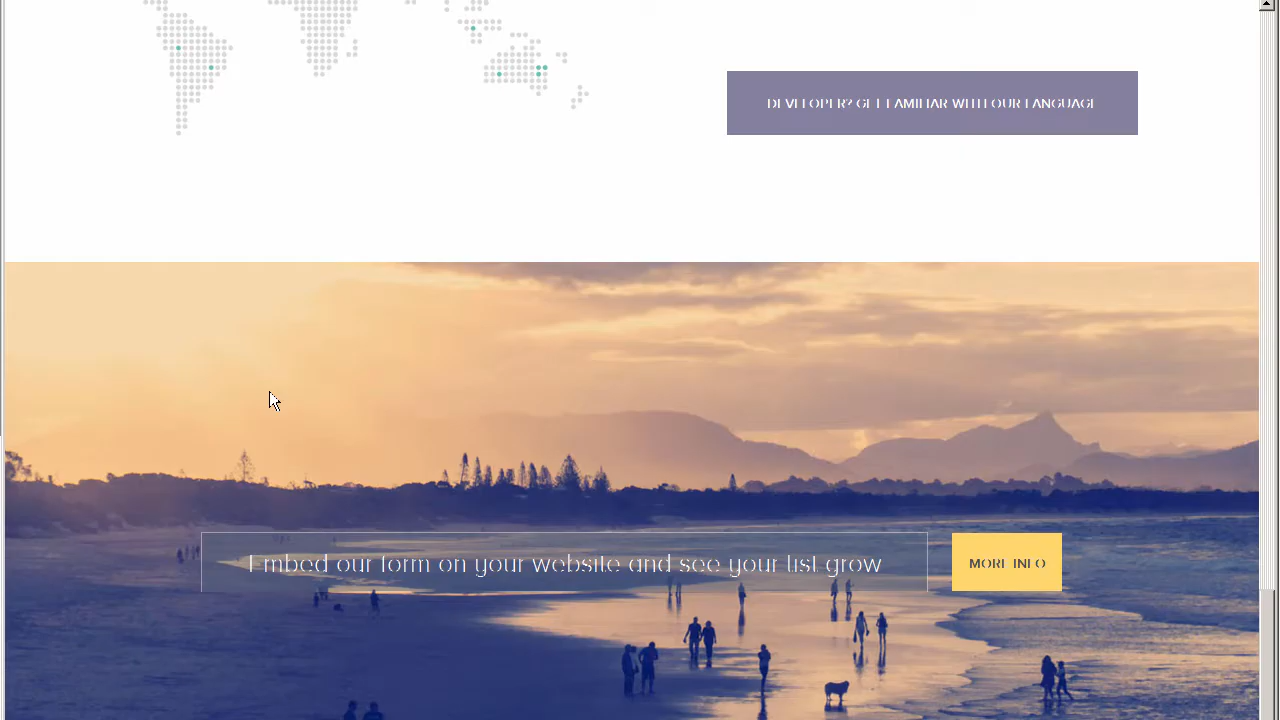 DEVELOPER? GET FAMILIAR WITH OUR LANGUAGE
Embed our form on your website and see your list grow
MORE INFO